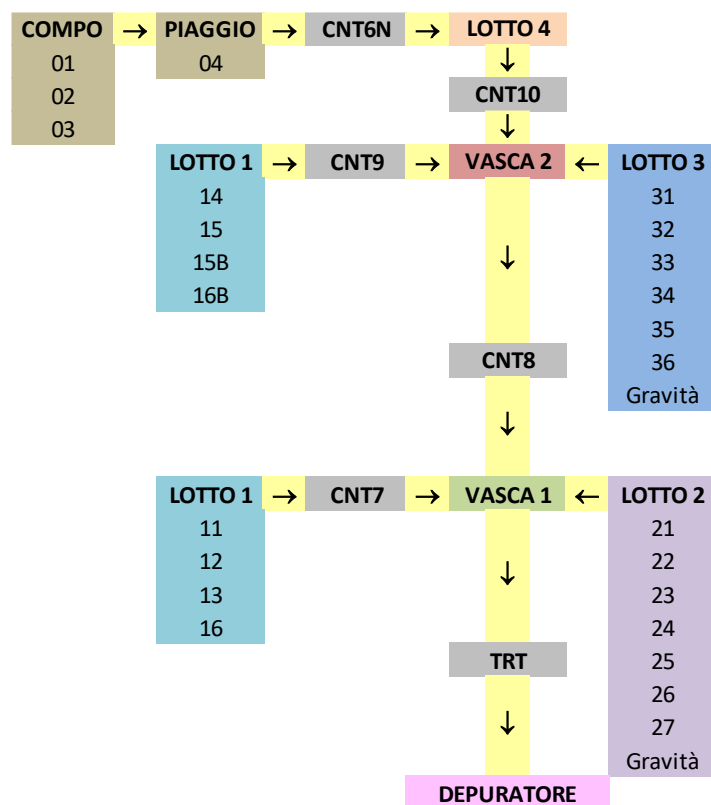 COMPO → PIAGGIO → CNT6N → LOTTO 4
01 04 ↓
02 CNT10
03 ↓
LOTTO 1 → CNT9 → VASCA 2 ← LOTTO 3
14 31
15 32
15B ↓ 33
16B 34
35
CNT8 36
Gravità
↓
LOTTO 1 → CNT7 → VASCA 1 ← LOTTO 2
11 21
12 22
13 ↓ 23
16 24
TRT 25
26
↓ 27
Gravità
DEPURATORE